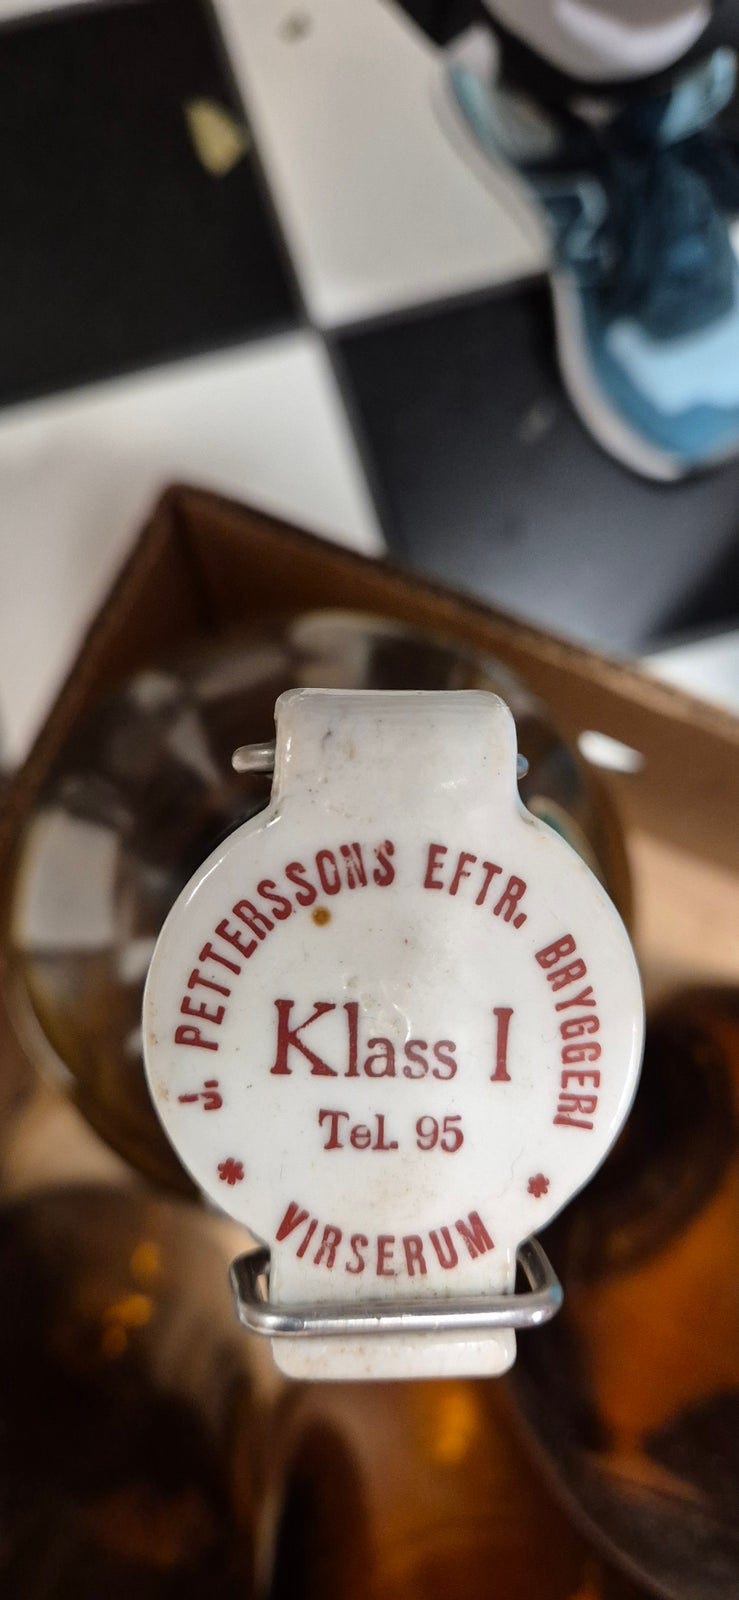 J. PETTERSSONS EFTR. BRYGGERI
Klass I
Tel. 95
* VIRSERUM *